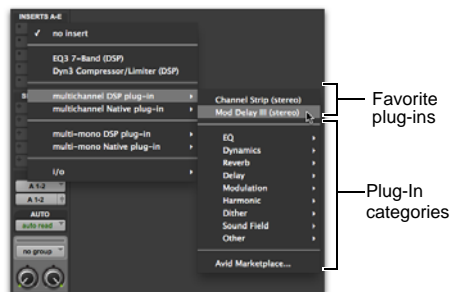 INSERTS A-E
✓ no insert
EQ3 7-Band (DSP)
Dyn3 Compressor/Limiter (DSP)
multichannel DSP plug-in
multichannel Native plug-in
multi-mono DSP plug-in
multi-mono Native plug-in
i/o
Channel Strip (stereo)
Mod Delay III (stereo)
EQ
Dynamics
Reverb
Delay
Modulation
Harmonic
Dither
Sound Field
Other
Avid Marketplace...
Favorite
plug-ins
Plug-In
categories
A 1-2
A 1-2
AUTO
auto read
no group